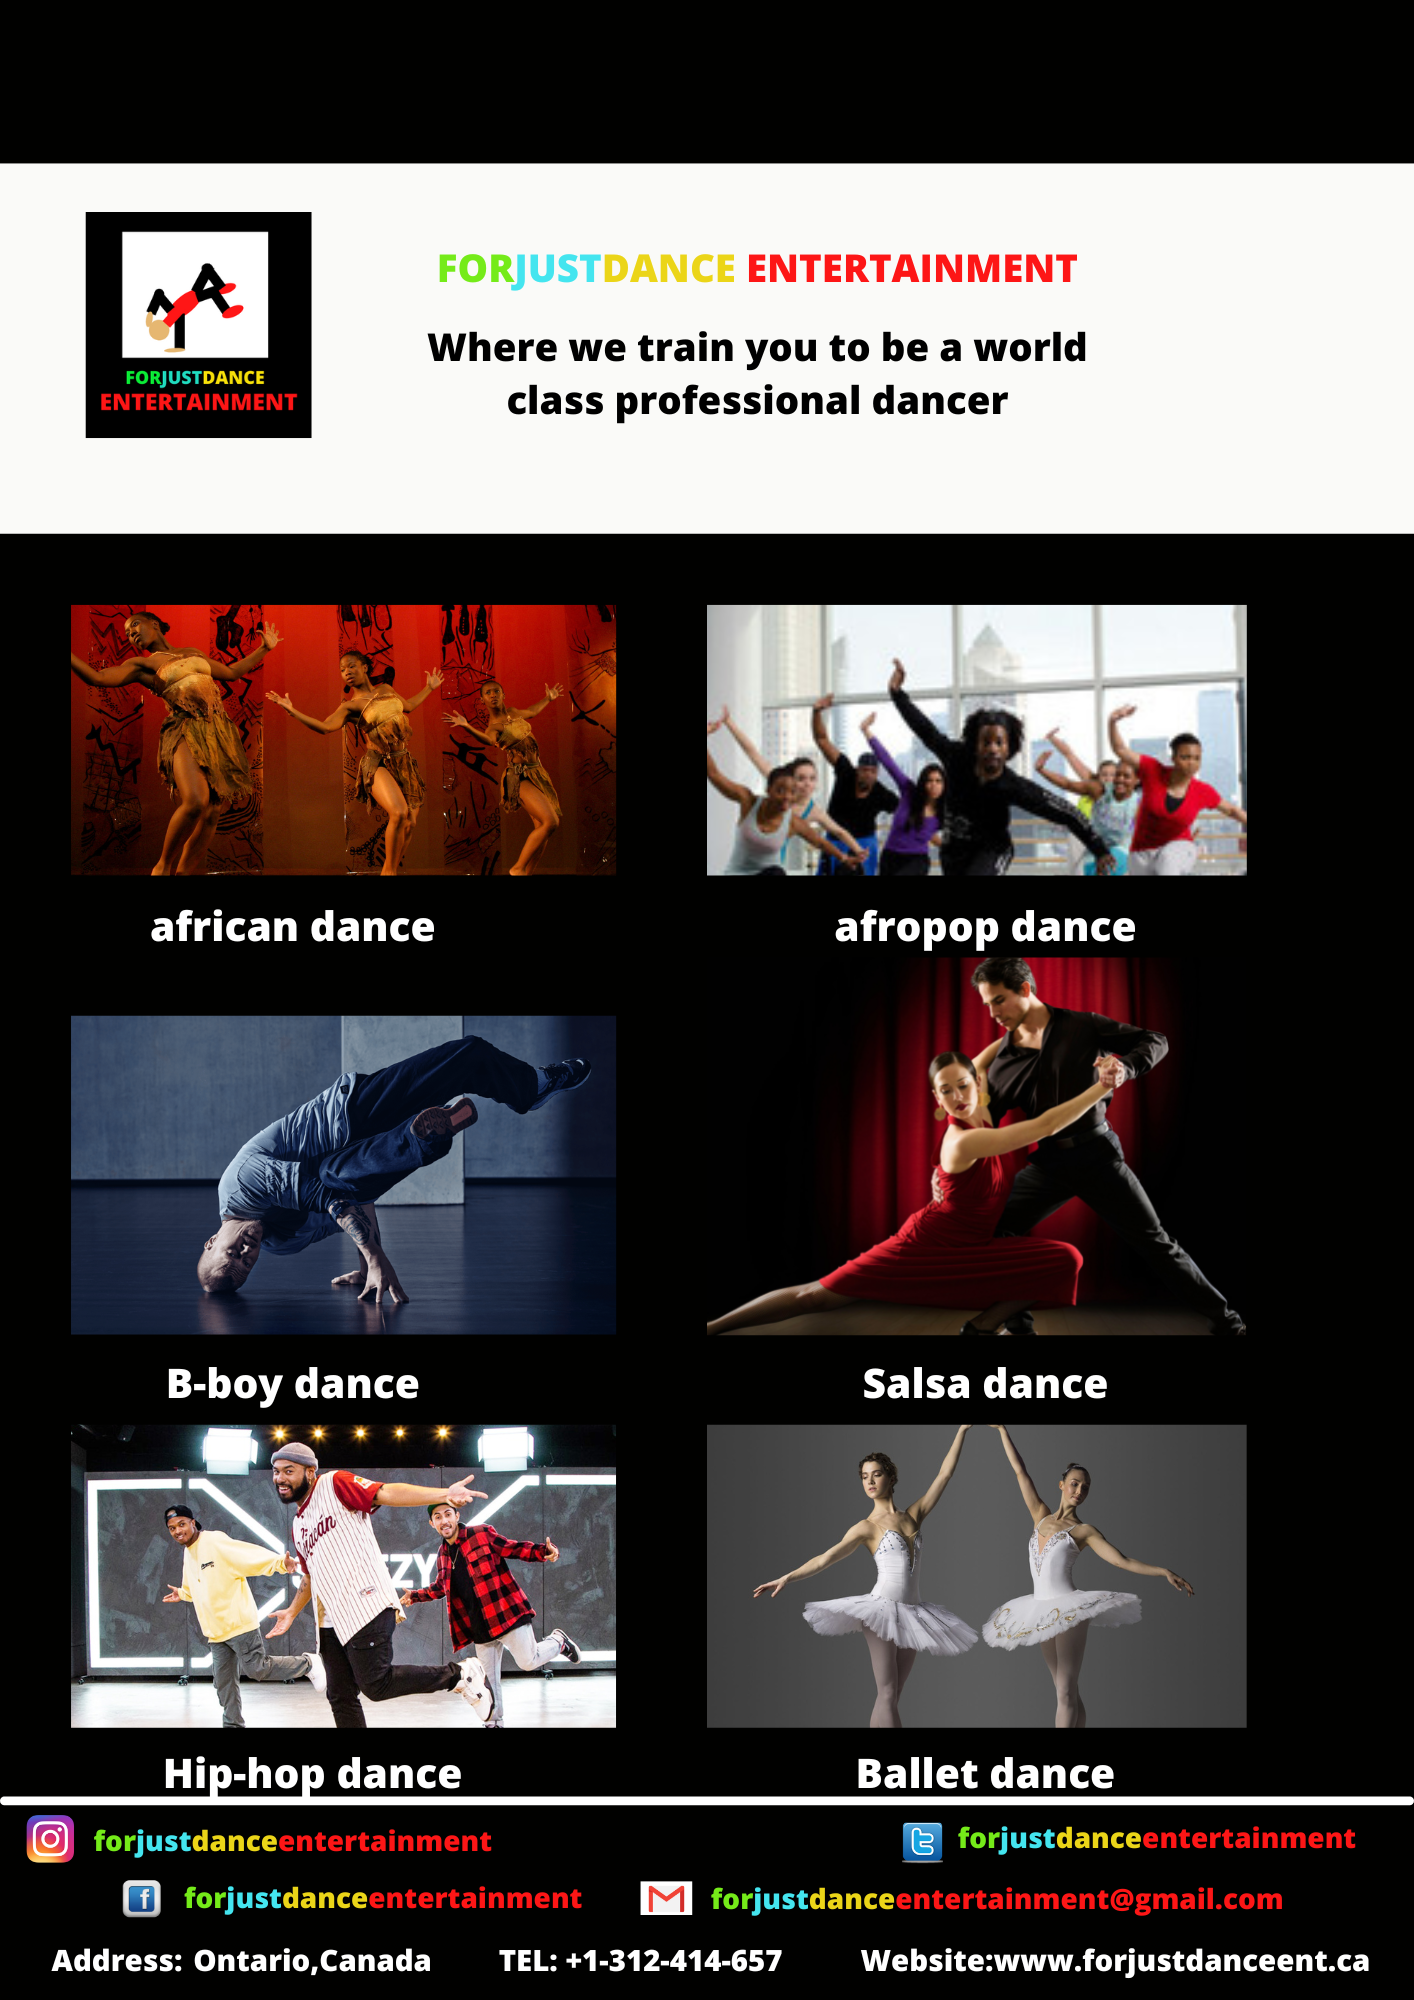 FORJUSTDANCE
ENTERTAINMENT
FORJUSTDANCE ENTERTAINMENT
Where we train you to be a world
class professional dancer
african dance
afropop dance
B-boy dance
Salsa dance
Hip-hop dance
Ballet dance
forjustdanceentertainment
forjustdanceentertainment
forjustdanceentertainment
forjustdanceentertainment@gmail.com
Address: Ontario,Canada
TEL: +1-312-414-657
Website:www.forjustdanceent.ca